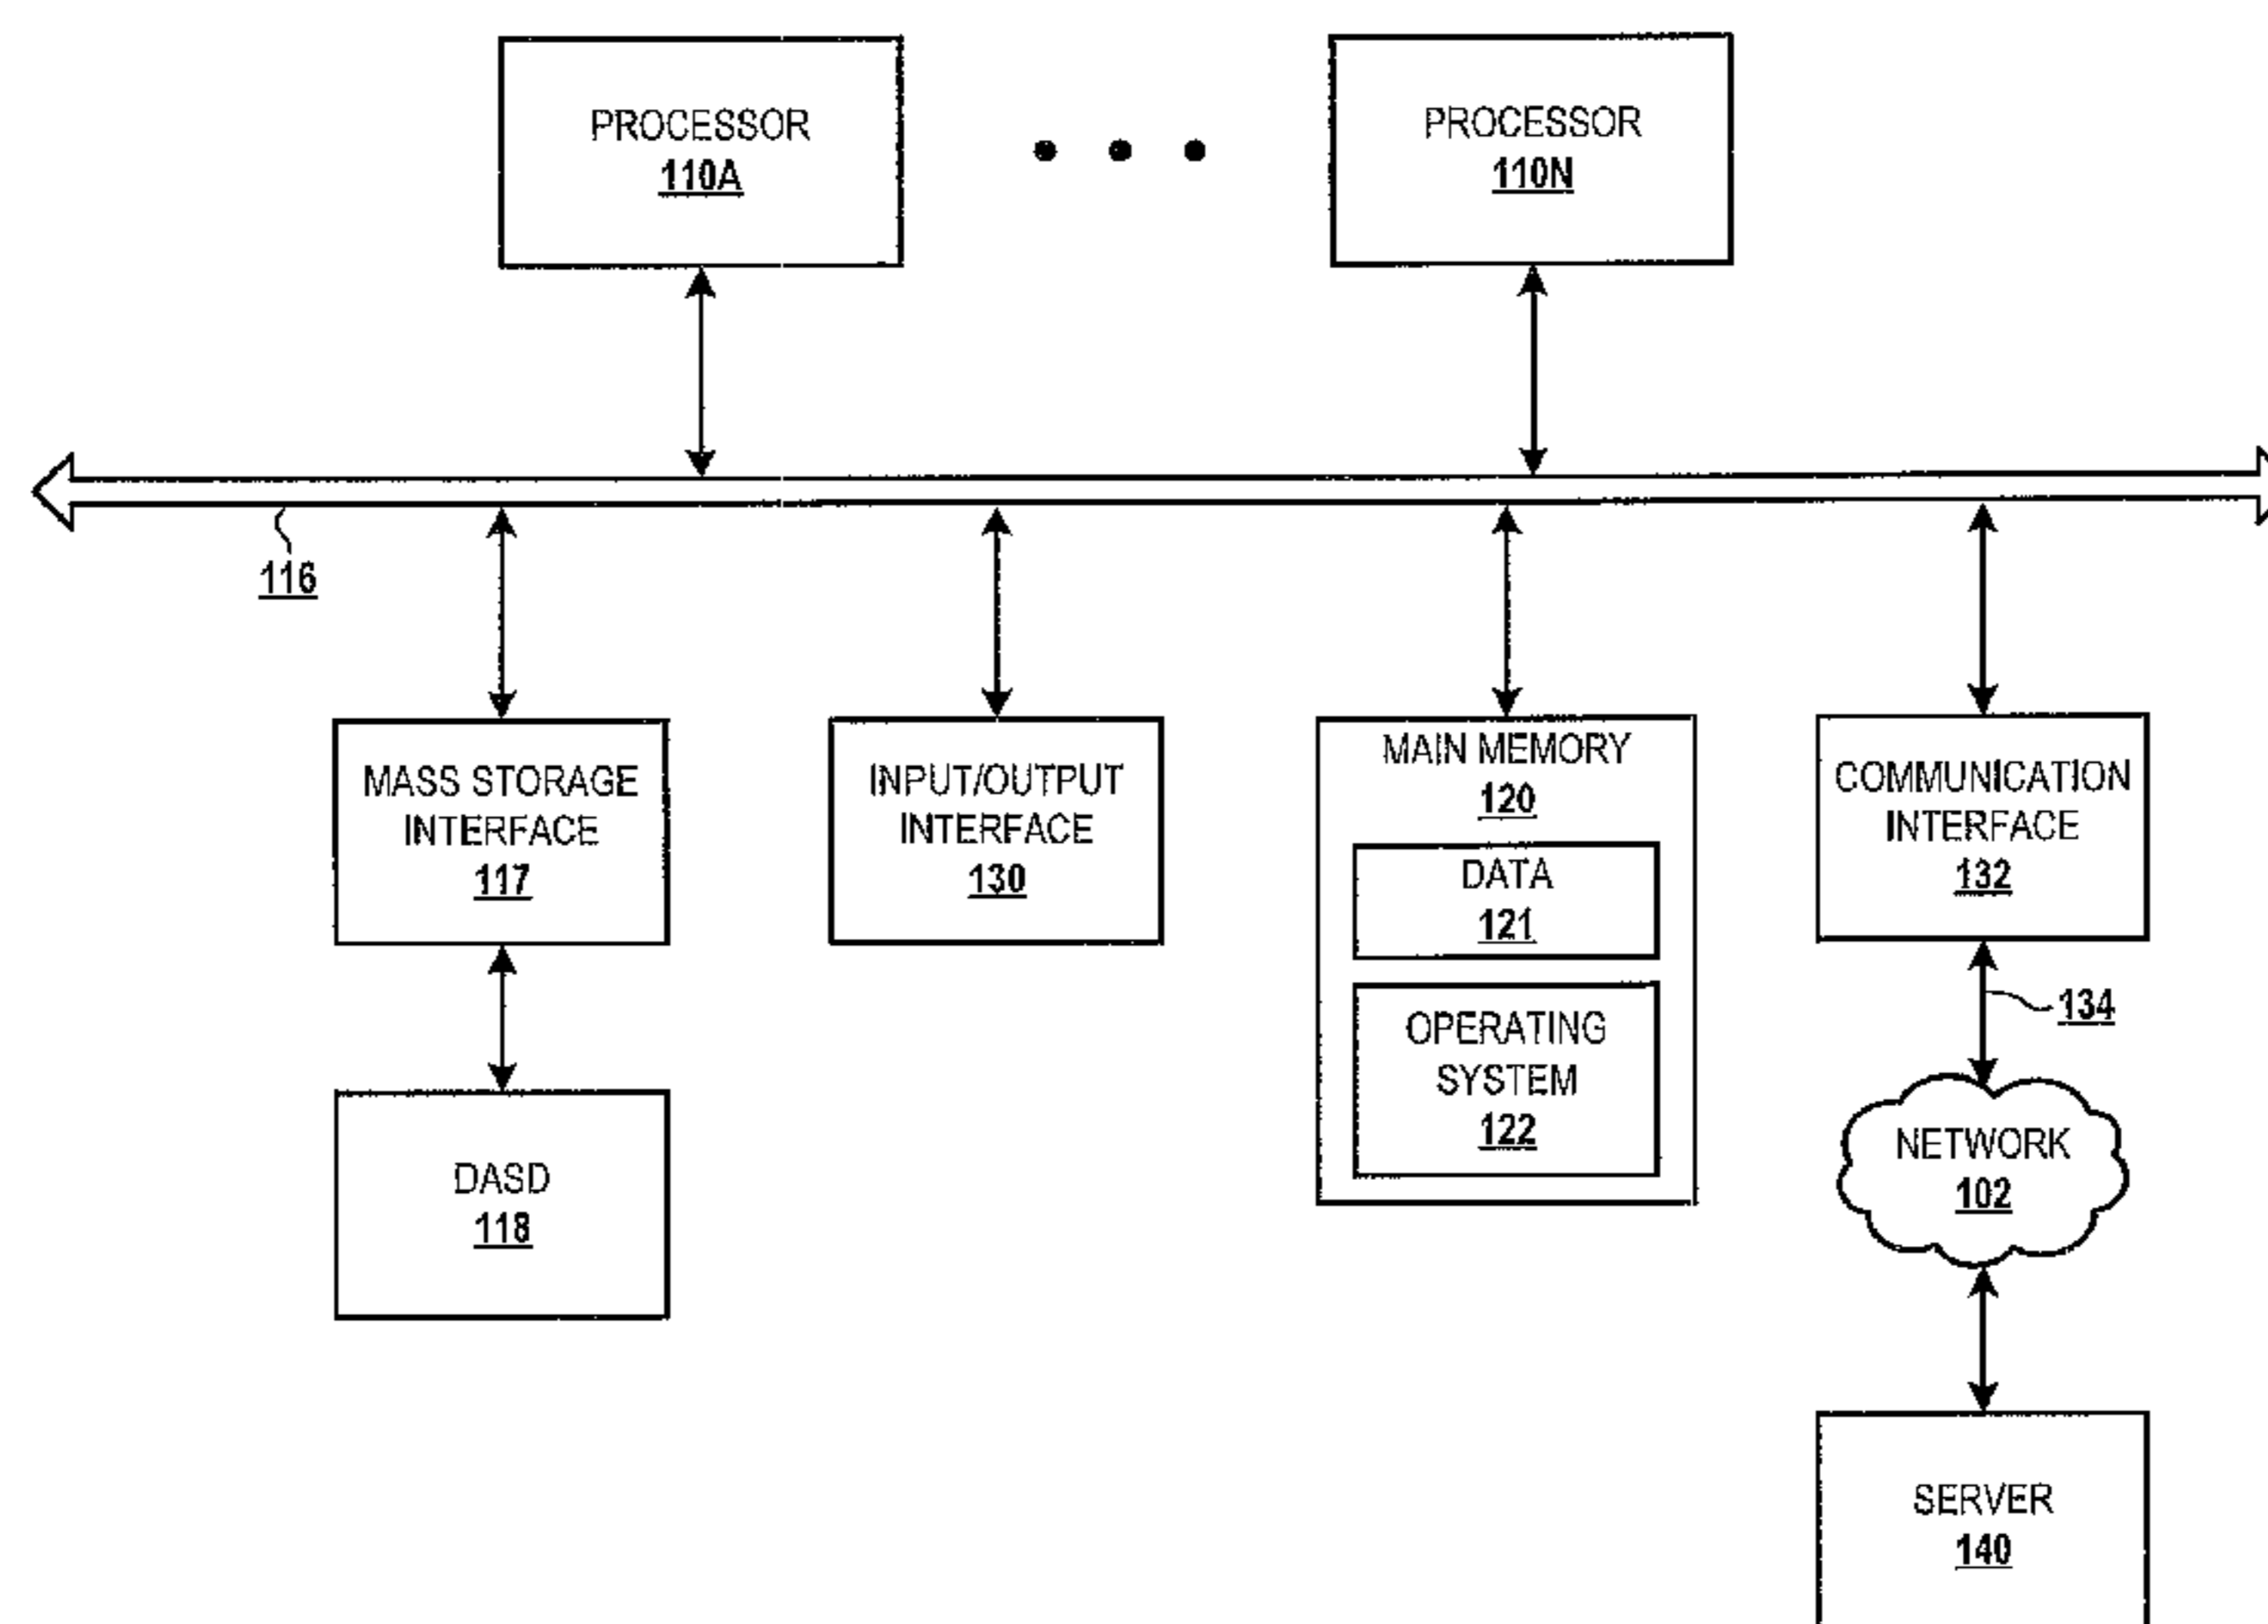 PROCESSOR
110A
PROCESSOR
110N
116
MASS STORAGE
INTERFACE
117
INPUT/OUTPUT
INTERFACE
130
MAIN MEMORY
120
DATA
121
OPERATING
SYSTEM
122
COMMUNICATION
INTERFACE
132
134
DASD
118
NETWORK
102
SERVER
140